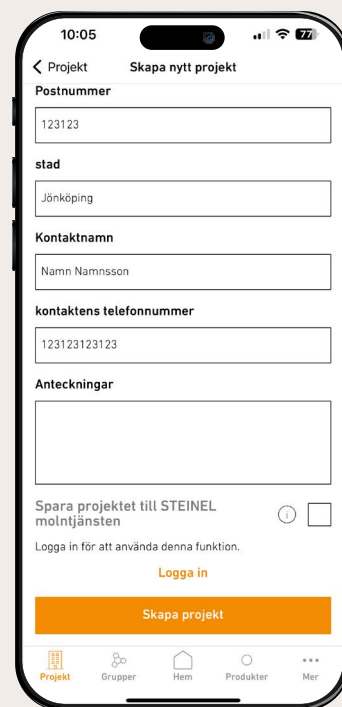 10:05
77
Projekt
Skapa nytt projekt
Postnummer
123123
stad
Jönköping
Kontaktnamn
Namn Namnsson
kontaktens telefonnummer
123123123123
Anteckningar
Spara projektet till STEINEL
molntjänsten
i
Logga in för att använda denna funktion.
Logga in
Skapa projekt
Projekt
Grupper
Hem
Produkter
Mer